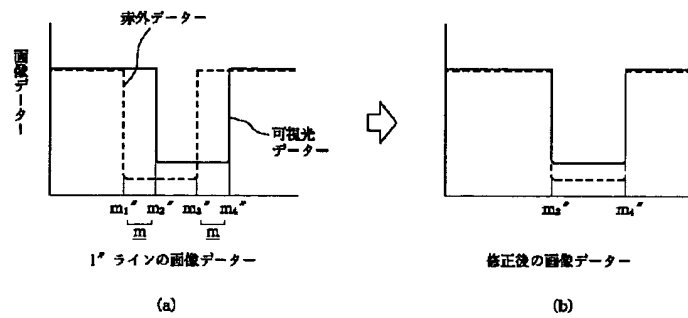 赤外データー
画像データー
可視光
データー
m₁″ m₂″ m₃″ m₄″
m m
1″ ラインの画像データー
(a)
m₂″ m₄″
修正後の画像データー
(b)